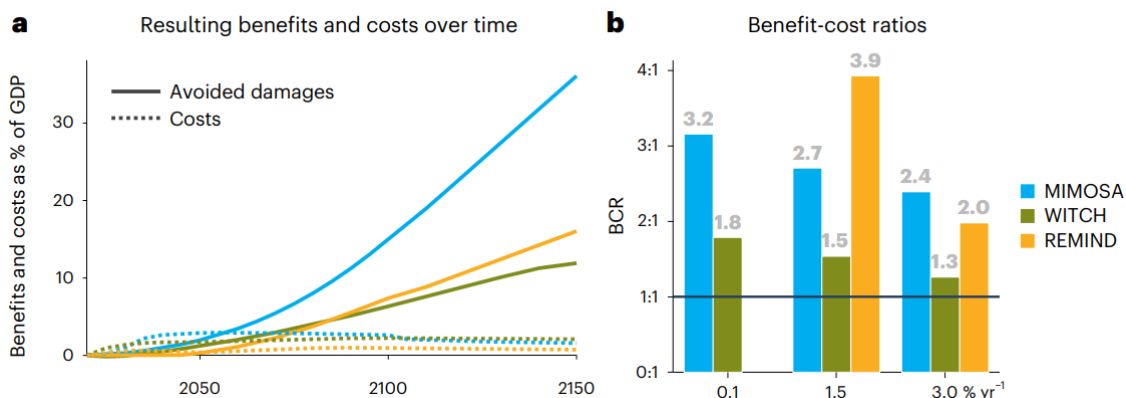 a
Resulting benefits and costs over time
Benefits and costs as % of GDP
30
20
10
0
Avoided damages
Costs
2050
2100
2150
b
Benefit-cost ratios
BCR
4:1
3:1
2:1
1:1
0:1
3.2
1.8
2.7
1.5
3.9
2.4
1.3
2.0
0.1
1.5
3.0 % yr⁻¹
MIMOSA
WITCH
REMIND